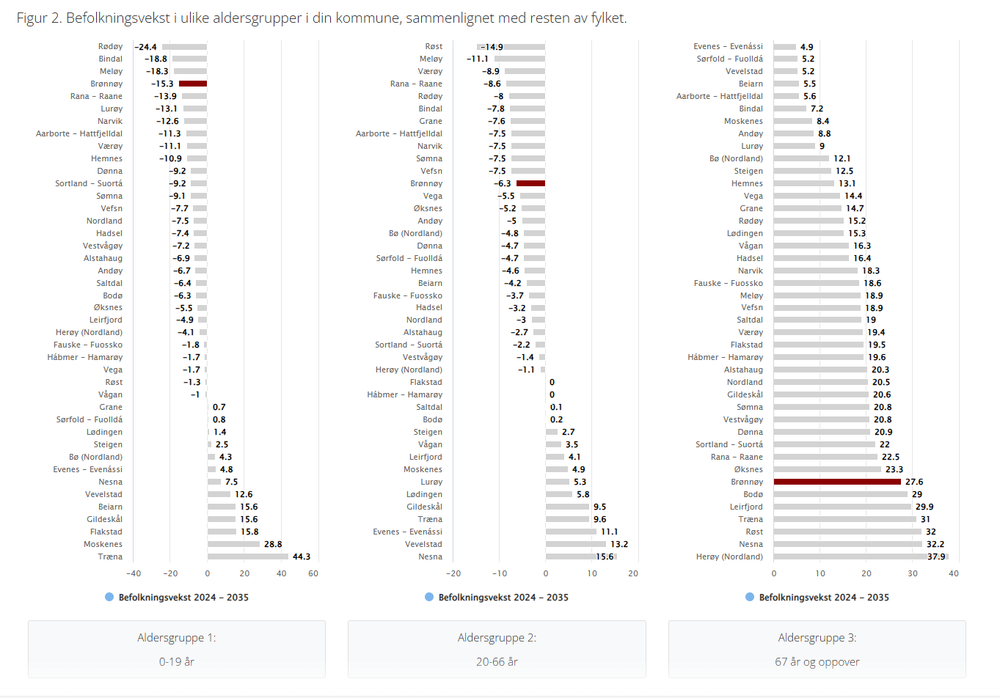 Figur 2. Befolkningsvekst i ulike aldersgrupper i din kommune, sammenlignet med resten av fylket.
Rødøy -24.4
Bindal -18.8
Meløy -18.3
Brønnøy -15.3
Rana - Raane -13.9
Lurøy -13.1
Narvik -12.6
Aarborte - Hattfjelldal -11.3
Værøy -11.1
Hemnes -10.9
Dønna -9.2
Sortland - Suortá -9.2
Sømna -9.1
Vefsn -7.7
Nordland -7.5
Hadsel -7.4
Vestvågøy -7.2
Alstahaug -6.9
Andøy -6.7
Saltdal -6.4
Bodø -6.3
Øksnes -5.5
Leirfjord -4.9
Herøy (Nordland) -4.1
Fauske - Fuossko -1.8
Hábmer - Hamarøy -1.7
Vega -1.7
Røst -1.3
Vågan -1
Grane 0.7
Sørfold - Fuolldá 0.8
Lødingen 1.4
Steigen 2.5
Bø (Nordland) 4.3
Evenes - Evenássi 4.8
Nesna 7.5
Vevelstad 12.6
Beiarn 15.6
Gildeskål 15.6
Flakstad 15.8
Moskenes 28.8
Træna 44.3
-40 -20 0 20 40 60
Befolkningsvekst 2024 - 2035
Aldersgruppe 1:
0-19 år
Røst -14.9
Meløy -11.1
Værøy -8.9
Rana - Raane -8.6
Rødøy -8
Bindal -7.8
Grane -7.6
Aarborte - Hattfjelldal -7.5
Narvik -7.5
Sømna -7.5
Vefsn -7.5
Brønnøy -6.3
Vega -5.5
Øksnes -5.2
Andøy -5
Bø (Nordland) -4.8
Dønna -4.7
Sørfold - Fuolldá -4.7
Hemnes -4.6
Beiarn -4.2
Fauske - Fuossko -3.7
Hadsel -3.2
Nordland -3
Alstahaug -2.7
Sortland - Suortá -2.2
Vestvågøy -1.4
Herøy (Nordland) -1.1
Flakstad 0
Hábmer - Hamarøy 0
Saltdal 0.1
Bodø 0.2
Steigen 2.7
Vågan 3.5
Leirfjord 4.1
Moskenes 4.9
Lurøy 5.3
Lødingen 5.8
Gildeskål 9.5
Træna 9.6
Evenes - Evenássi 11.1
Vevelstad 13.2
Nesna 15.6
-20 -10 0 10 20
Befolkningsvekst 2024 - 2035
Aldersgruppe 2:
20-66 år
Evenes - Evenássi 4.9
Sørfold - Fuolldá 5.2
Vevelstad 5.2
Beiarn 5.5
Aarborte - Hattfjelldal 5.6
Bindal 7.2
Moskenes 8.4
Andøy 8.8
Lurøy 9
Bø (Nordland) 12.1
Steigen 12.5
Hemnes 13.1
Vega 14.4
Grane 14.7
Rødøy 15.2
Lødingen 15.3
Vågan 16.3
Hadsel 16.4
Narvik 18.3
Fauske - Fuossko 18.6
Meløy 18.9
Vefsn 18.9
Saltdal 19
Værøy 19.4
Flakstad 19.5
Hábmer - Hamarøy 19.6
Alstahaug 20.3
Nordland 20.5
Gildeskål 20.6
Sømna 20.8
Vestvågøy 20.8
Dønna 20.9
Sortland - Suortá 22
Rana - Raane 22.5
Øksnes 23.3
Brønnøy 27.6
Bodø 29
Leirfjord 29.9
Træna 31
Røst 32
Nesna 32.2
Herøy (Nordland) 37.9
0 10 20 30 40
Befolkningsvekst 2024 - 2035
Aldersgruppe 3:
67 år og oppover